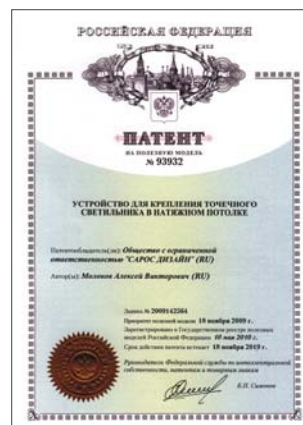 РОССИЙСКАЯ ФЕДЕРАЦИЯ
ПАТЕНТ
НА ПОЛЕЗНУЮ МОДЕЛЬ
№ 93932
УСТРОЙСТВО ДЛЯ КРЕПЛЕНИЯ ТОЧЕЧНОГО
СВЕТИЛЬНИКА В НАТЯЖНОМ ПОТОЛКЕ
Патентообладатель(ли): Общество с ограниченной
ответственностью "САРОС ДИЗАЙН" (RU)
Автор(ы): Алексей Викторович (RU)
Заявка № 2009142564
Приоритет полезной модели 18 ноября 2009 г.
Зарегистрировано в Государственном реестре полезных
моделей Российской Федерации 10 мая 2010 г.
Срок действия патента истекает 18 ноября 2019 г.
Руководитель Федеральной службы по интеллектуальной
собственности, патентам и товарным знакам
Б.П. Симонов